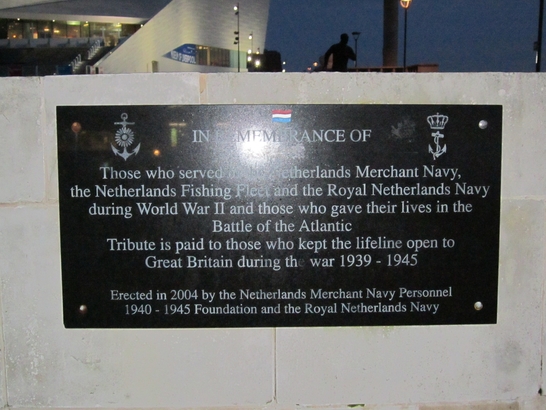 IN REMEMBRANCE OF
Those who served in the Netherlands Merchant Navy,
the Netherlands Fishing Fleet and the Royal Netherlands Navy
during World War II and those who gave their lives in the
Battle of the Atlantic
Tribute is paid to those who kept the lifeline open to
Great Britain during the war 1939 - 1945
Erected in 2004 by the Netherlands Merchant Navy Personnel
1940 - 1945 Foundation and the Royal Netherlands Navy